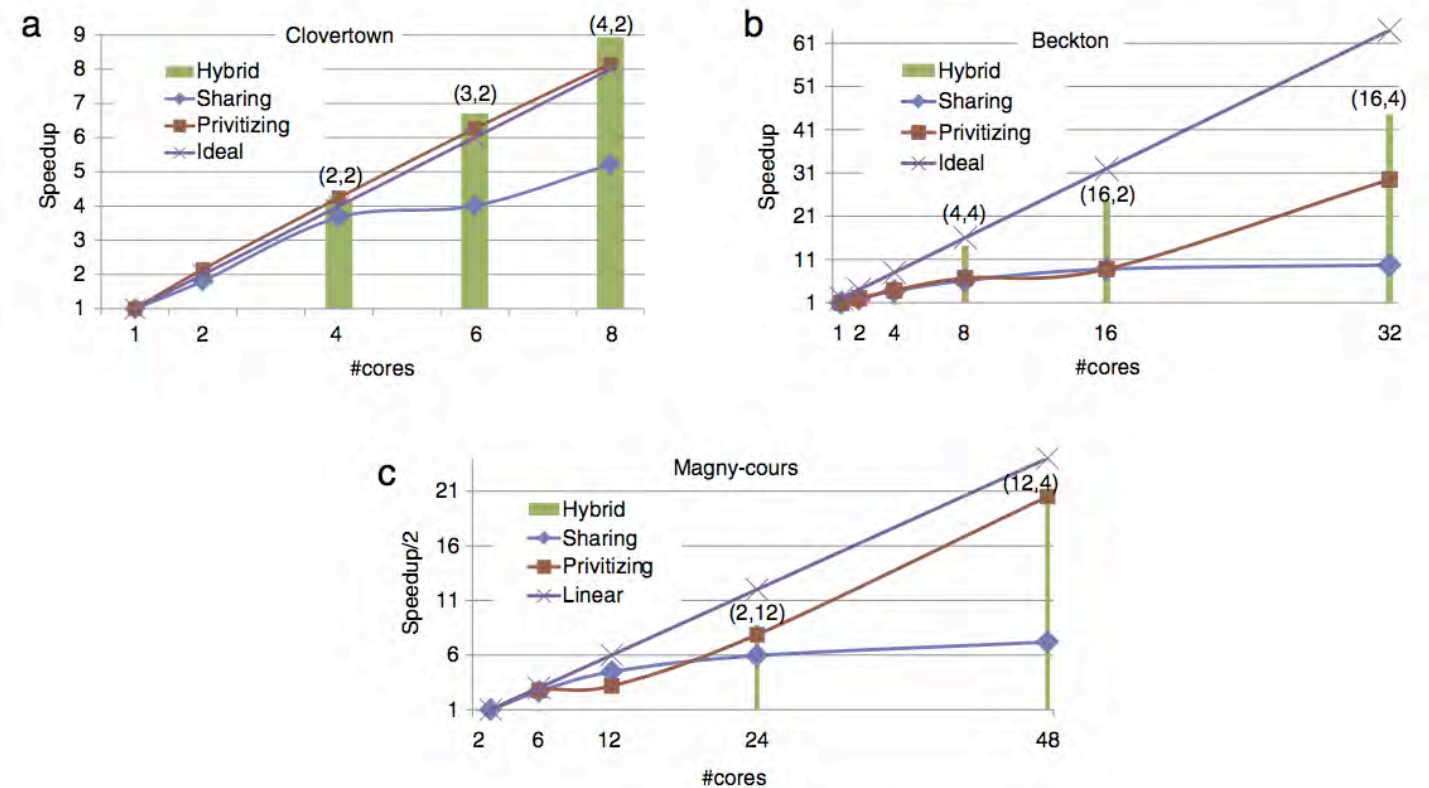 a
Clovertown
Speedup
9
8
7
6
5
4
3
2
1
Hybrid
Sharing
Privitizing
Ideal
(2,2)
(3,2)
(4,2)
1 2 4 6 8
#cores
b
Beckton
Speedup
61
51
41
31
21
11
1
Hybrid
Sharing
Privitizing
Ideal
(4,4)
(16,2)
(16,4)
1 2 4 8 16 32
#cores
c
Magny-cours
Speedup/2
21
16
11
6
1
Hybrid
Sharing
Privitizing
Linear
(2,12)
(12,4)
2 6 12 24 48
#cores